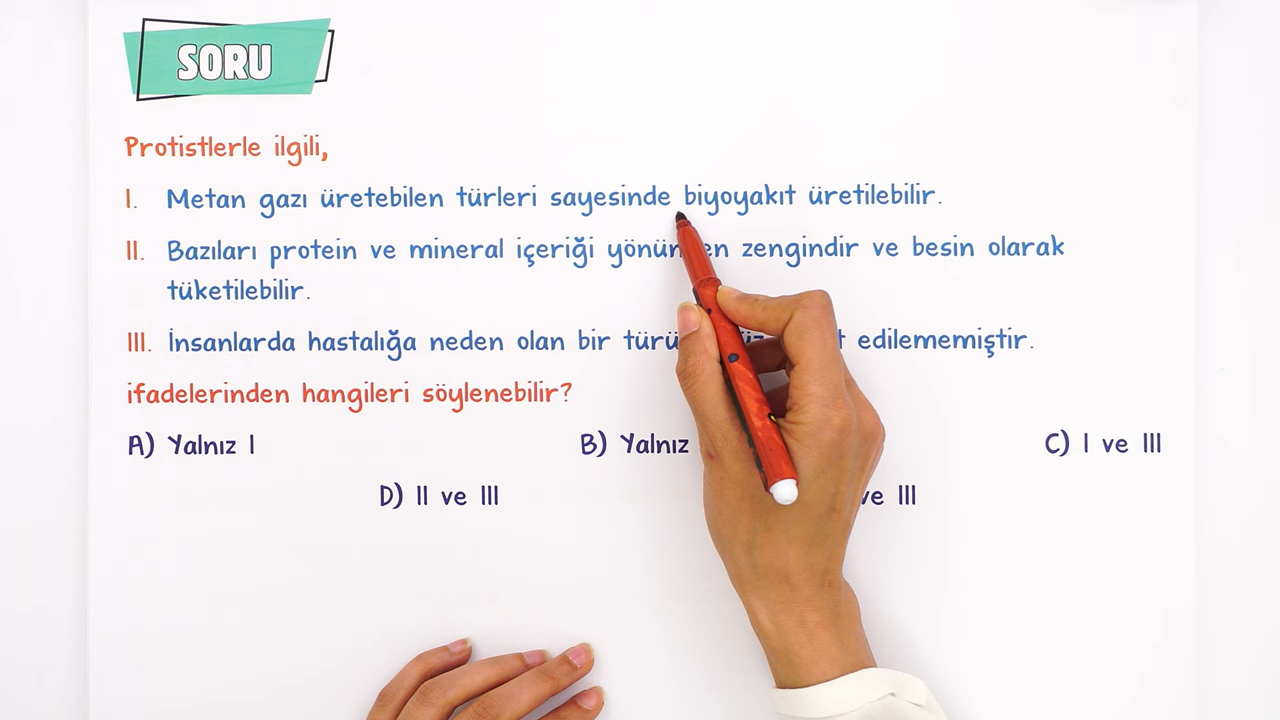 SORU
Protistlerle ilgili,
I. Metan gazı üretebilen türleri sayesinde biyoyakıt üretilebilir.
II. Bazıları protein ve mineral içeriği zengindir ve besin olarak
tüketilebilir.
III. İnsanlarda hastalığa neden olan bir edilememiştir.
ifadelerinden hangileri söylenebilir?
A) Yalnız I B) Yalnız C) I ve III
D) II ve III ve III